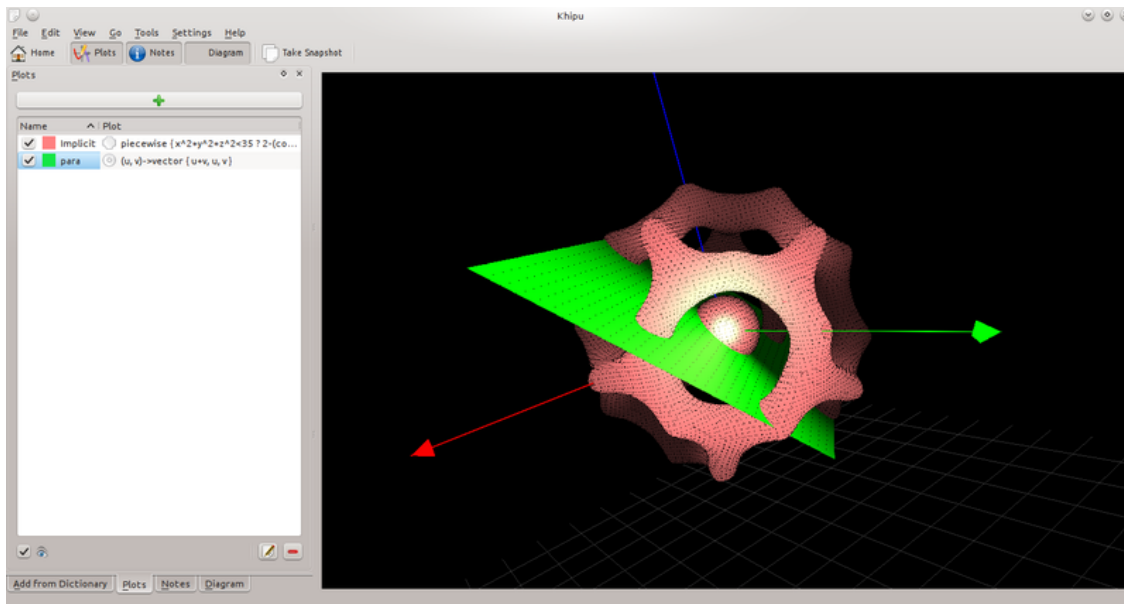 Khipu
File Edit View Go Tools Settings Help
Home Plots Notes Diagram Take Snapshot
Plots
Name Plot
Implicit piecewise { x^2+y^2+z^2<35 ? 2-(co...
para (u, v)->vector { u+v, u, v }
Add from Dictionary Plots Notes Diagram